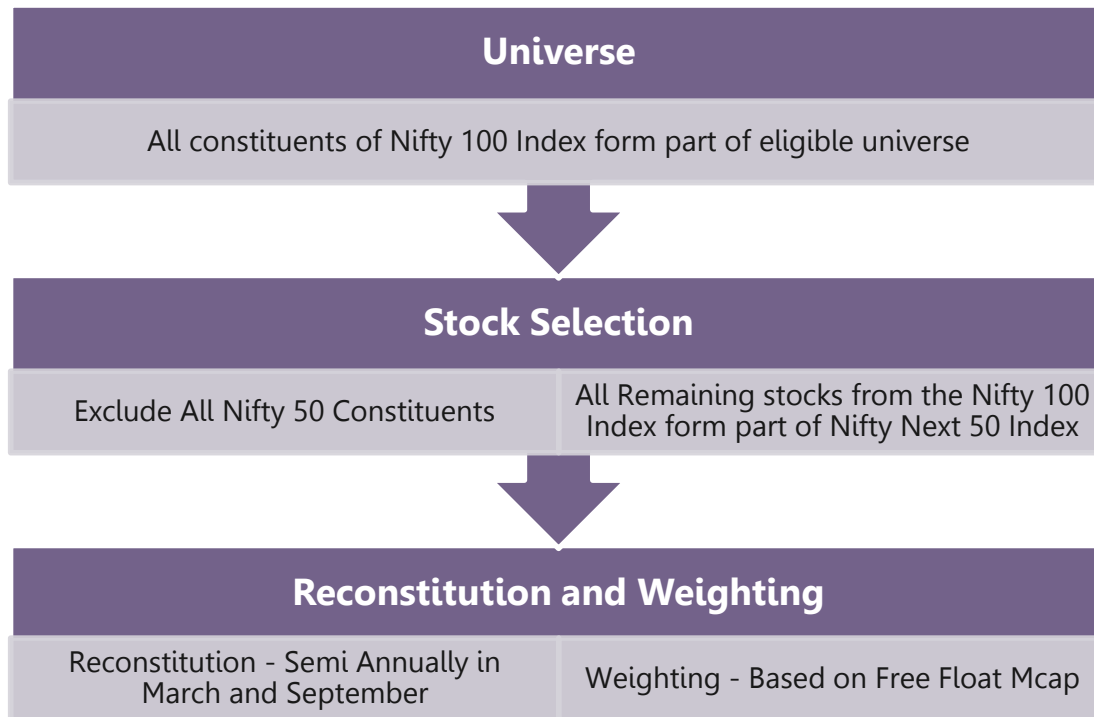 Universe
All constituents of Nifty 100 Index form part of eligible universe
Stock Selection
Exclude All Nifty 50 Constituents
All Remaining stocks from the Nifty 100
Index form part of Nifty Next 50 Index
Reconstitution and Weighting
Reconstitution - Semi Annually in
March and September
Weighting - Based on Free Float Mcap